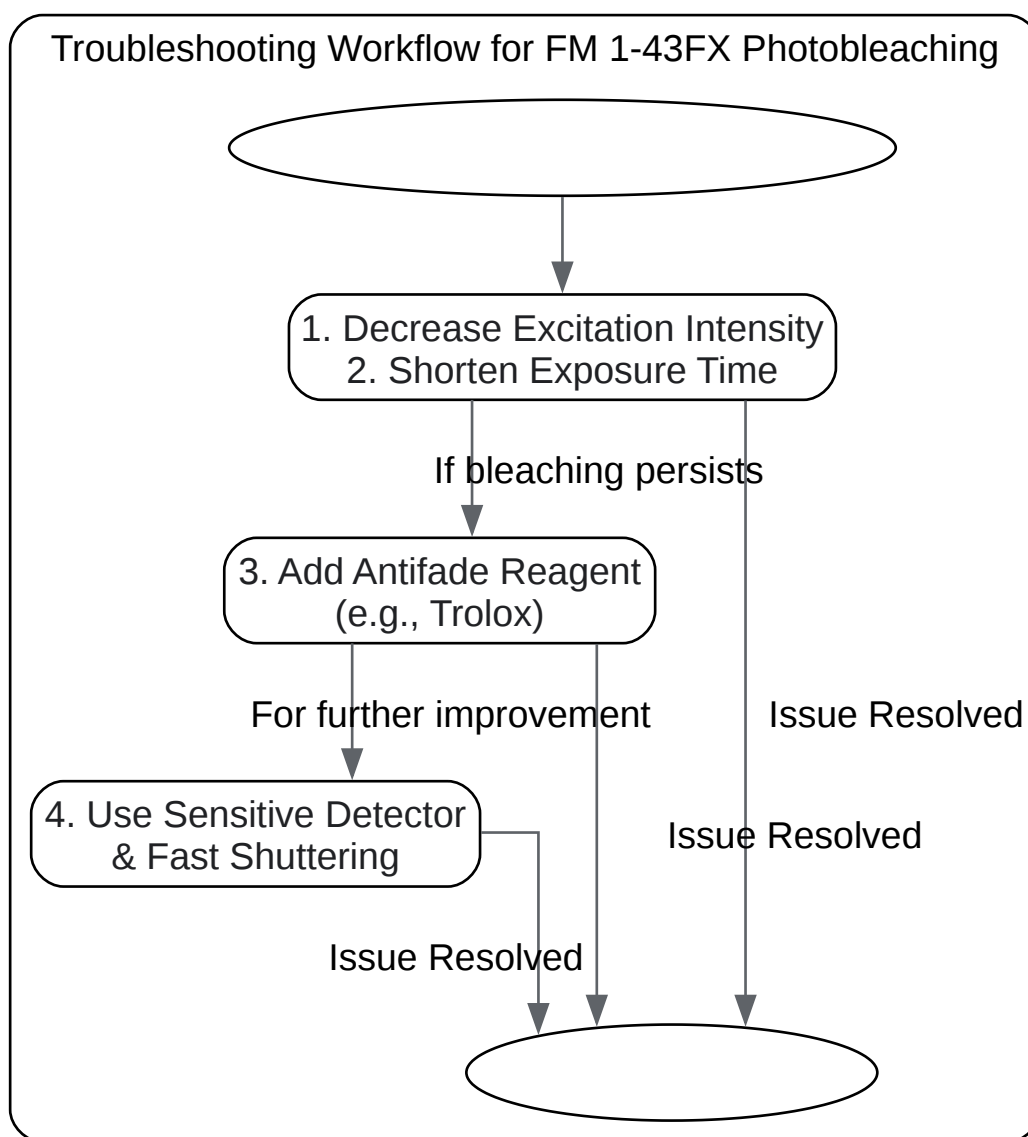 Troubleshooting Workflow for FM 1-43FX Photobleaching
1. Decrease Excitation Intensity
2. Shorten Exposure Time
If bleaching persists
3. Add Antifade Reagent
(e.g., Trolox)
For further improvement
Issue Resolved
4. Use Sensitive Detector
& Fast Shuttering
Issue Resolved
Issue Resolved